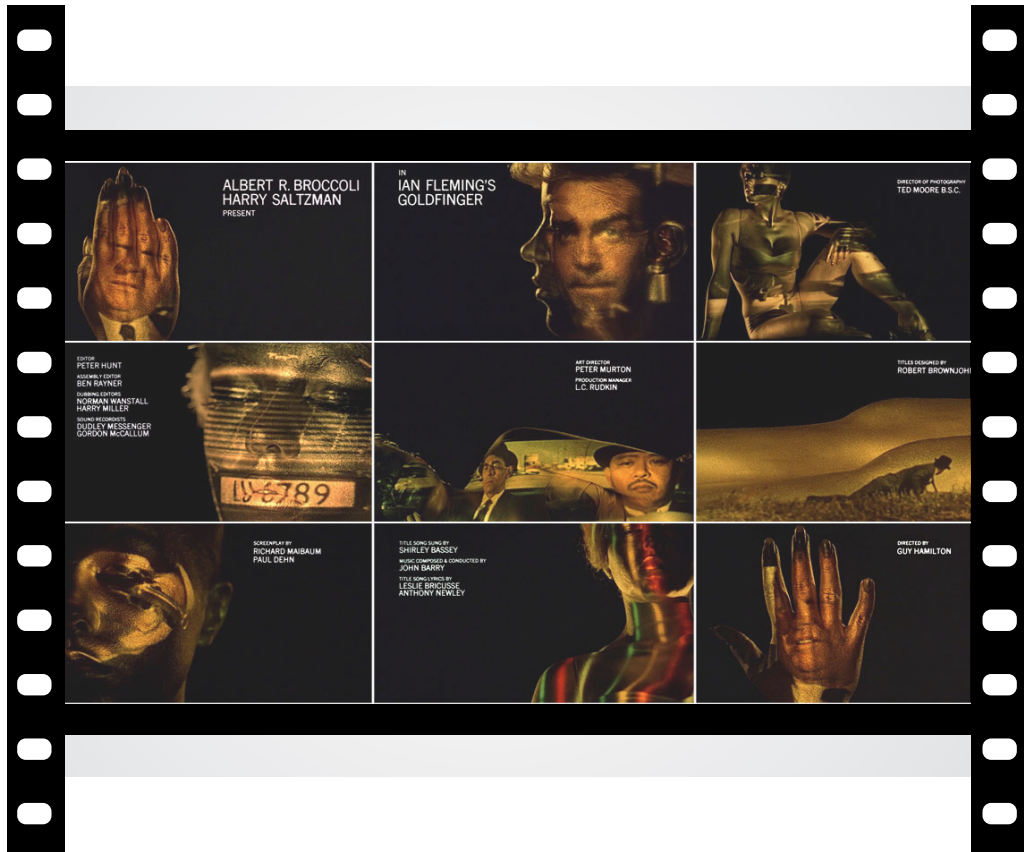 ALBERT R. BROCCOLI
HARRY SALTZMAN
PRESENT
IN
IAN FLEMING'S
GOLDFINGER
DIRECTOR OF PHOTOGRAPHY
TED MOORE B.S.C.
EDITOR
PETER HUNT
ASSEMBLY EDITOR
BEN RAYNER
DUBBING EDITORS
NORMAN WANSTALL
HARRY MILLER
SOUND RECORDISTS
DUDLEY MESSENGER
GORDON McCALLUM
ART DIRECTOR
PETER MURTON
PRODUCTION MANAGER
L.C. RUDKIN
TITLES DESIGNED BY
ROBERT BROWNJOH
SCREENPLAY BY
RICHARD MAIBAUM
PAUL DEHN
TITLE SONG SUNG BY
SHIRLEY BASSEY
MUSIC COMPOSED & CONDUCTED BY
JOHN BARRY
TITLE SONG LYRICS BY
LESLIE BRICUSSE
ANTHONY NEWLEY
DIRECTED BY
GUY HAMILTON